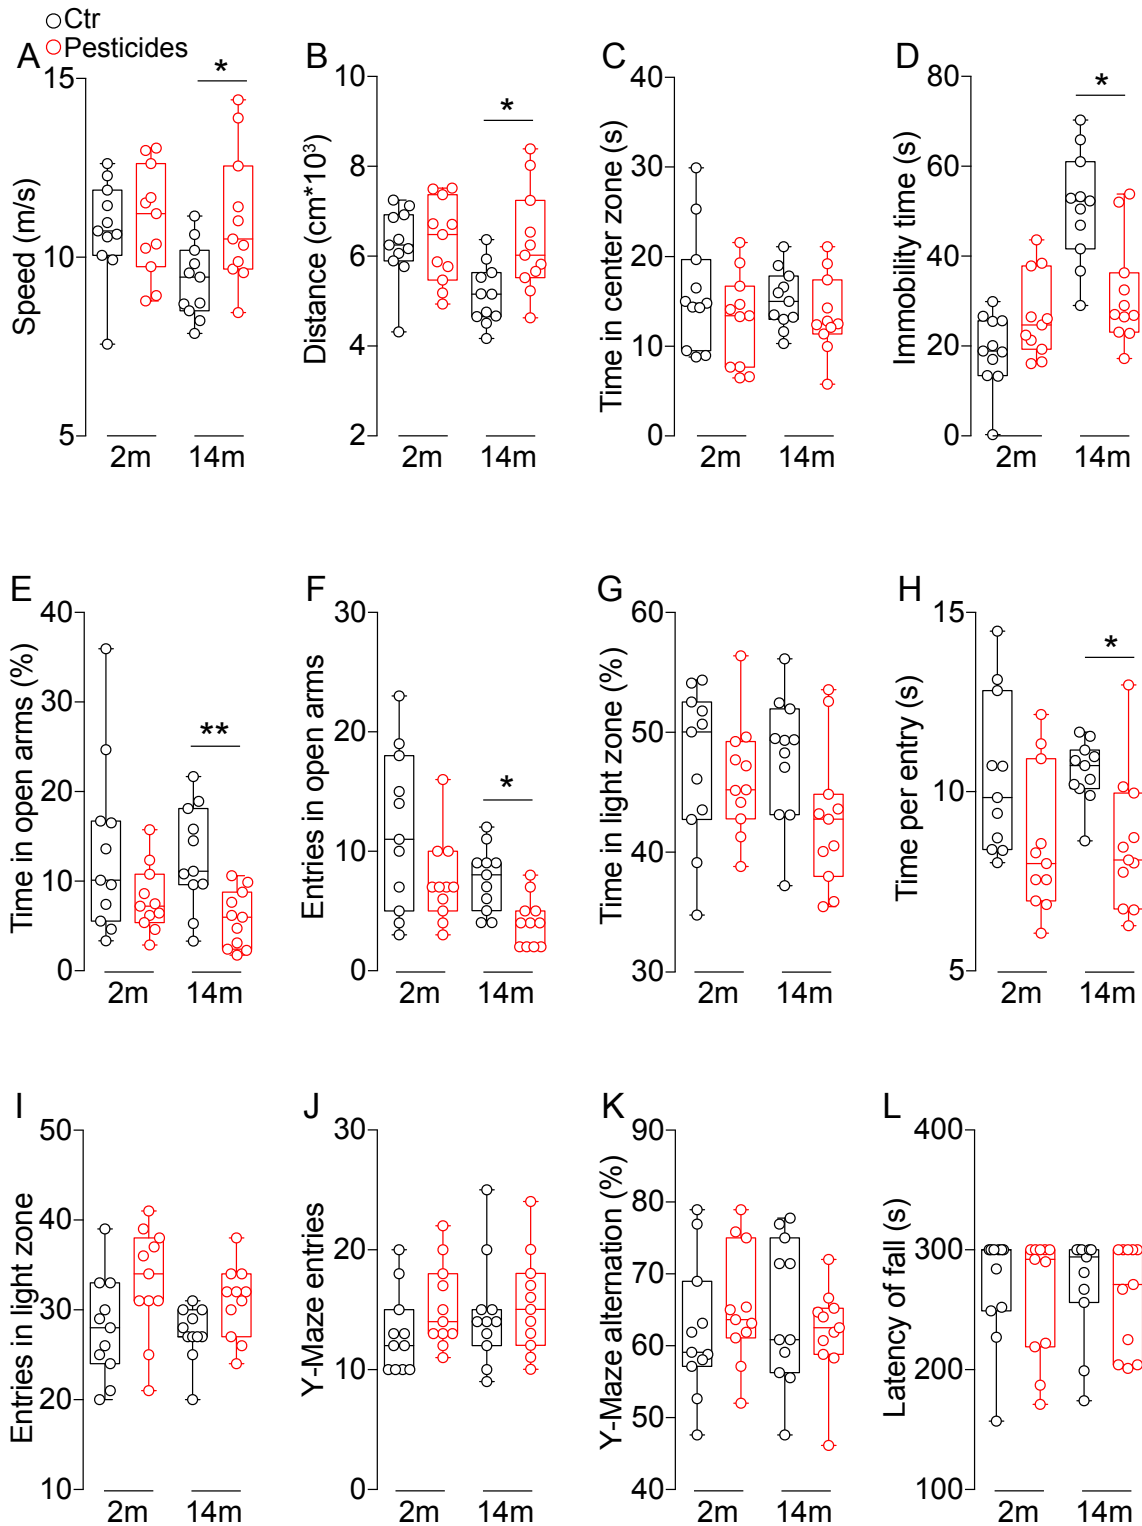 Ctr
Pesticides
A
Speed (m/s)
15
10
5
*
2m
14m
B
Distance (cm*10³)
10
8
6
4
2
*
2m
14m
C
Time in center zone (s)
40
30
20
10
0
2m
14m
D
Immobility time (s)
80
60
40
20
0
*
2m
14m
E
Time in open arms (%)
40
30
20
10
0
**
2m
14m
F
Entries in open arms
30
20
10
0
*
2m
14m
G
Time in light zone (%)
60
50
40
30
2m
14m
H
Time per entry (s)
15
10
5
*
2m
14m
I
Entries in light zone
50
40
30
20
10
2m
14m
J
Y-Maze entries
30
20
10
0
2m
14m
K
Y-Maze alternation (%)
90
80
70
60
50
40
2m
14m
L
Latency of fall (s)
400
300
200
100
2m
14m